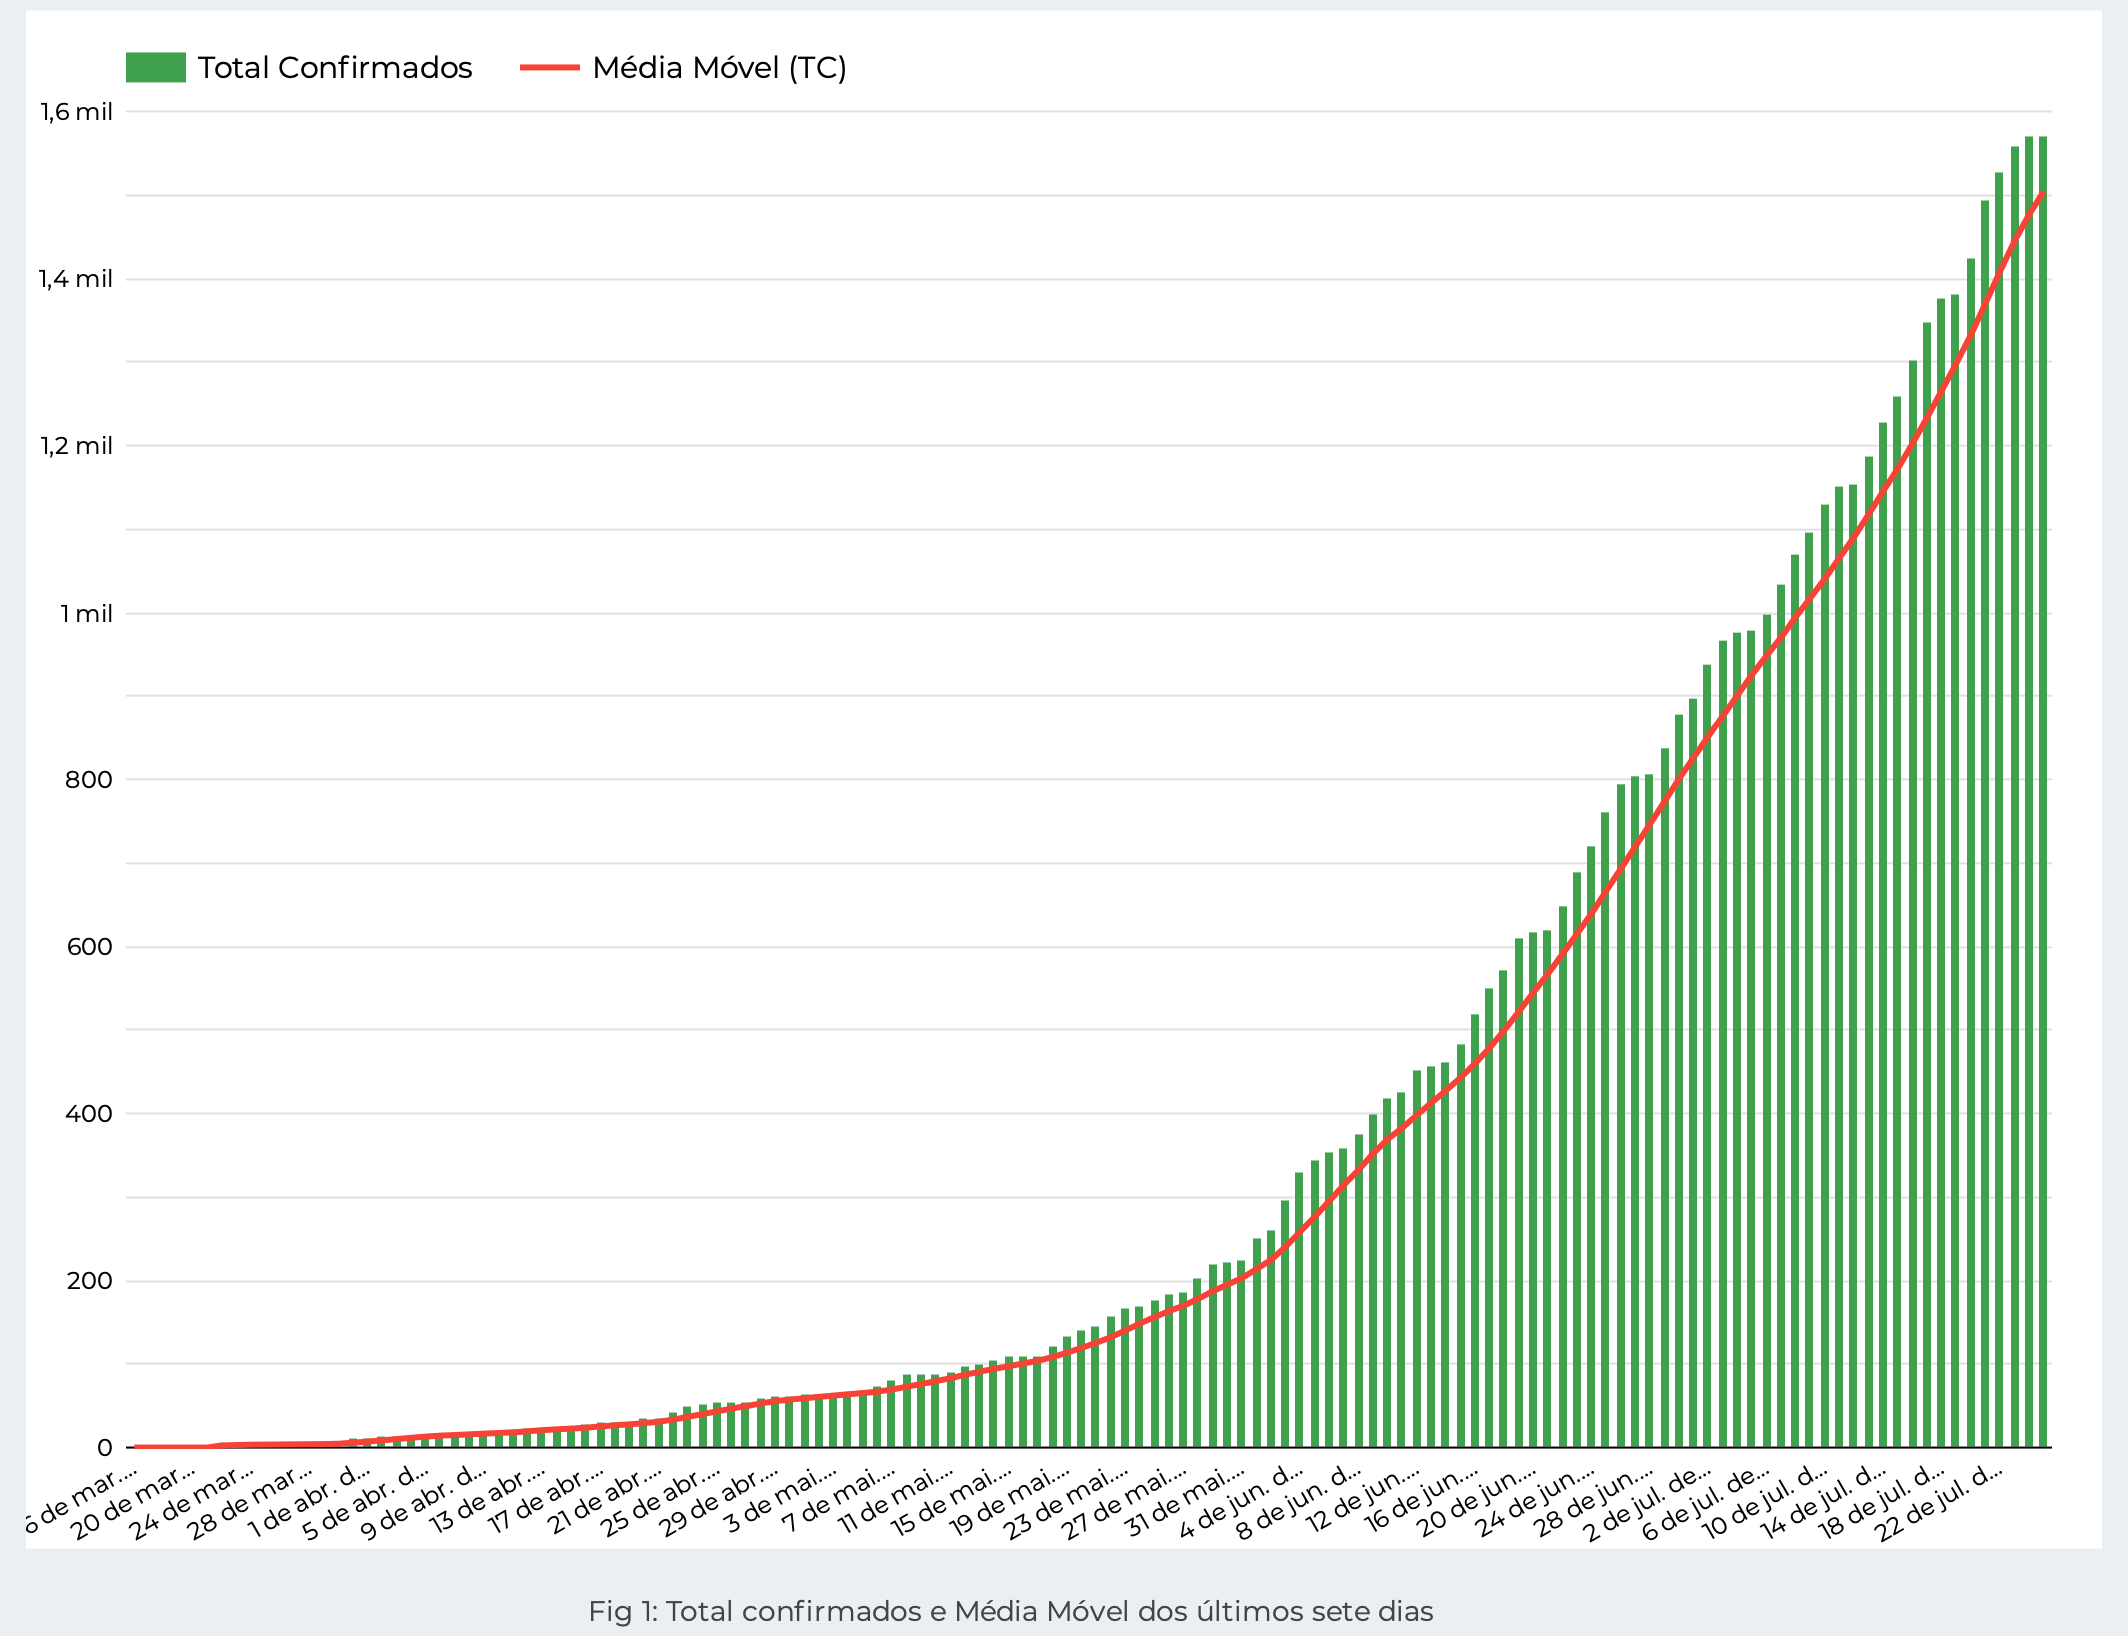 Total Confirmados Média Móvel (TC)
1,6 mil
1,4 mil
1,2 mil
1 mil
800
600
400
200
0
6 de mar....
20 de mar...
24 de mar...
28 de mar...
1 de abr. d...
5 de abr. d...
9 de abr. d...
13 de abr....
17 de abr....
21 de abr....
25 de abr....
29 de abr....
3 de mai....
7 de mai....
11 de mai....
15 de mai....
19 de mai....
23 de mai....
27 de mai....
31 de mai....
4 de jun. d...
8 de jun. d...
12 de jun....
16 de jun....
20 de jun....
24 de jun....
28 de jun....
2 de jul. de...
6 de jul. de...
10 de jul. d...
14 de jul. d...
18 de jul. d...
22 de jul. d...
Fig 1: Total confirmados e Média Móvel dos últimos sete dias